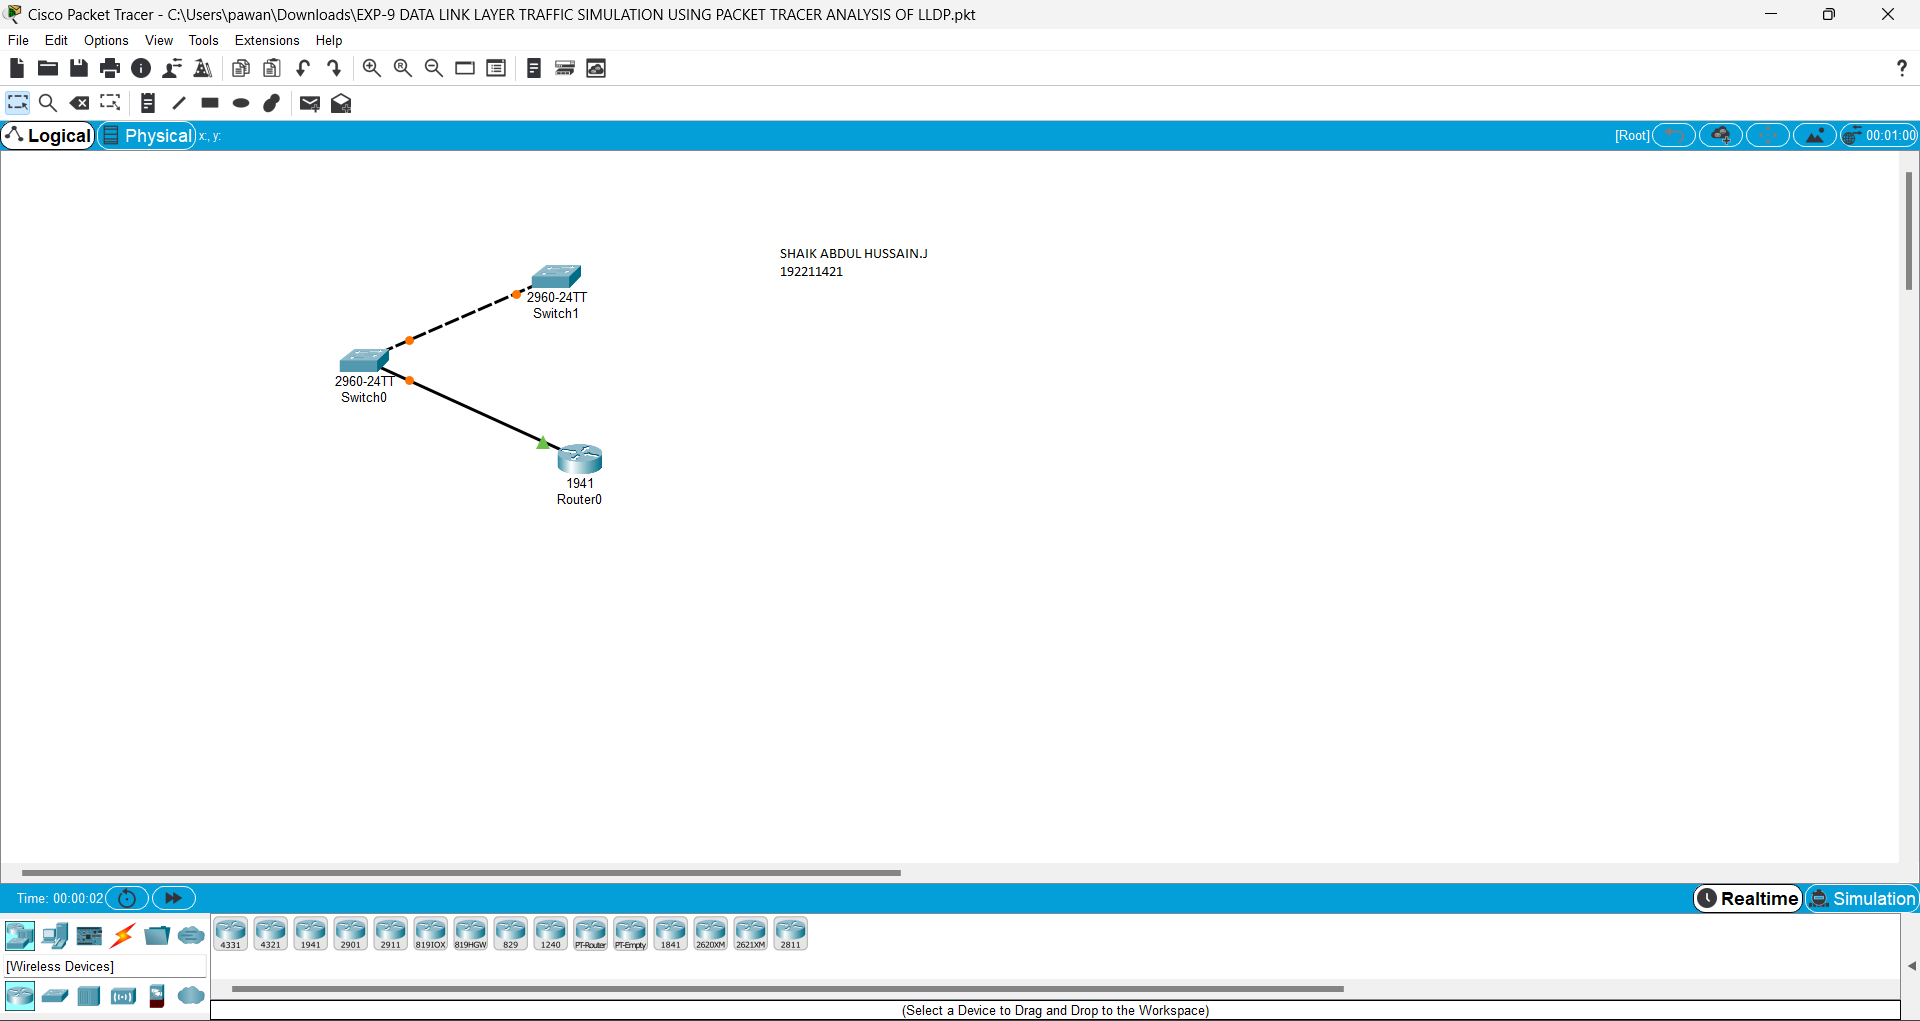 Cisco Packet Tracer - C:\Users\pawan\Downloads\EXP-9 DATA LINK LAYER TRAFFIC SIMULATION USING PACKET TRACER ANALYSIS OF LLDP.pkt
File Edit Options View Tools Extensions Help
?
Logical Physical x:, y: [Root] 00:01:00
SHAIK ABDUL HUSSAIN.J
192211421
2960-24TT
Switch1
2960-24TT
Switch0
1941
Router0
Time: 00:00:02 Realtime Simulation
4331 4321 1941 2901 2911 819IOX 819HGW 829 1240 PT-Router PT-Empty 1841 2620XM 2621XM 2811
[Wireless Devices]
(Select a Device to Drag and Drop to the Workspace)